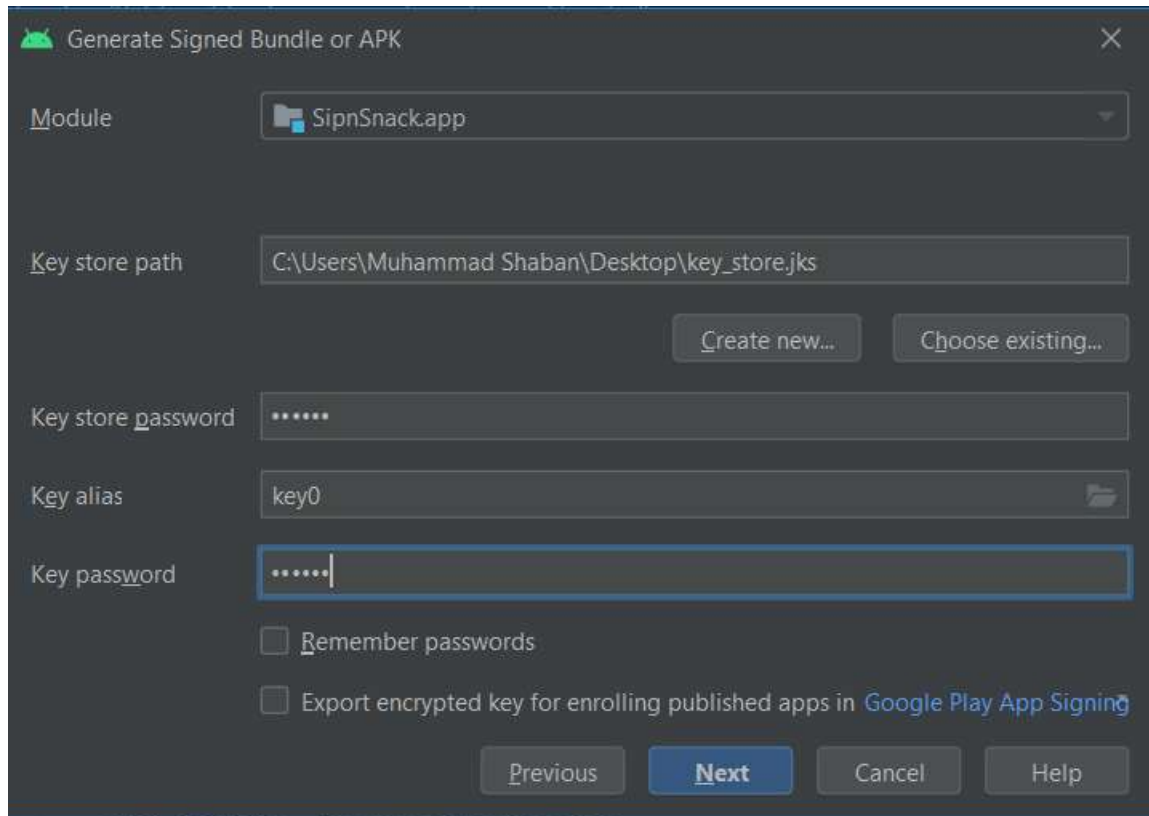 Generate Signed Bundle or APK
Module
SipnSnack.app
Key store path
C:\Users\Muhammad Shaban\Desktop\key_store.jks
Create new...
Choose existing...
Key store password
••••••
Key alias
key0
Key password
••••••
Remember passwords
Export encrypted key for enrolling published apps in Google Play App Signing
Previous
Next
Cancel
Help